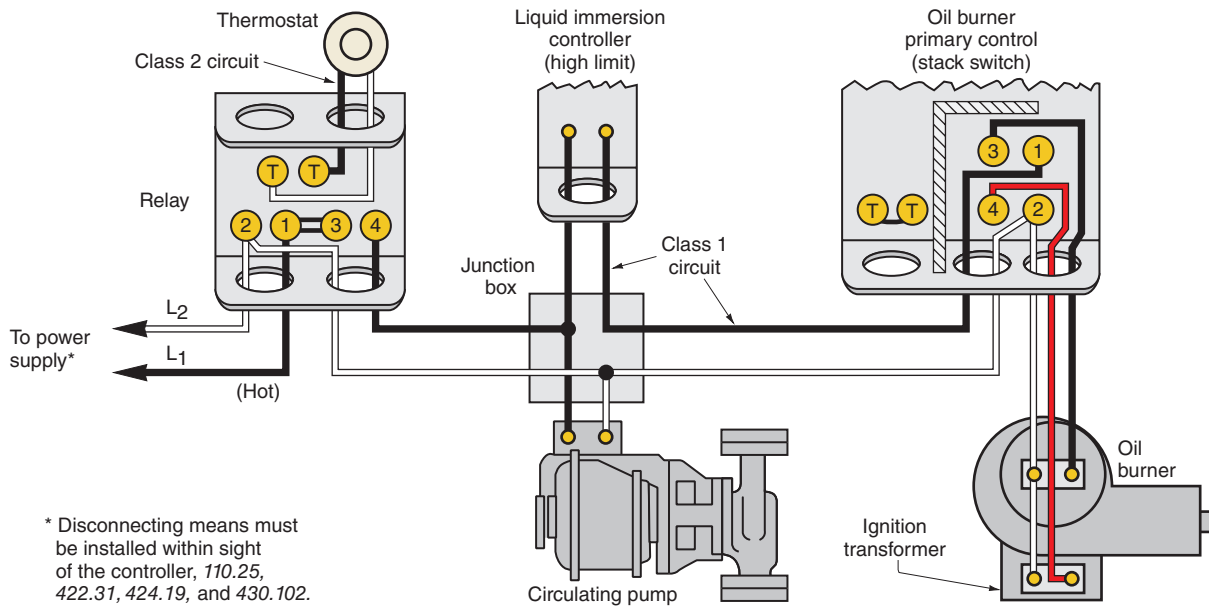 Thermostat
Class 2 circuit
Liquid immersion
controller
(high limit)
Oil burner
primary control
(stack switch)
T
T
Relay
2
1
3
4
3
1
T
T
4
2
Junction
box
Class 1
circuit
L2
To power
supply*
L1
(Hot)
Oil
burner
Ignition
transformer
Circulating pump
* Disconnecting means must
be installed within sight
of the controller, 110.25,
422.31, 424.19, and 430.102.